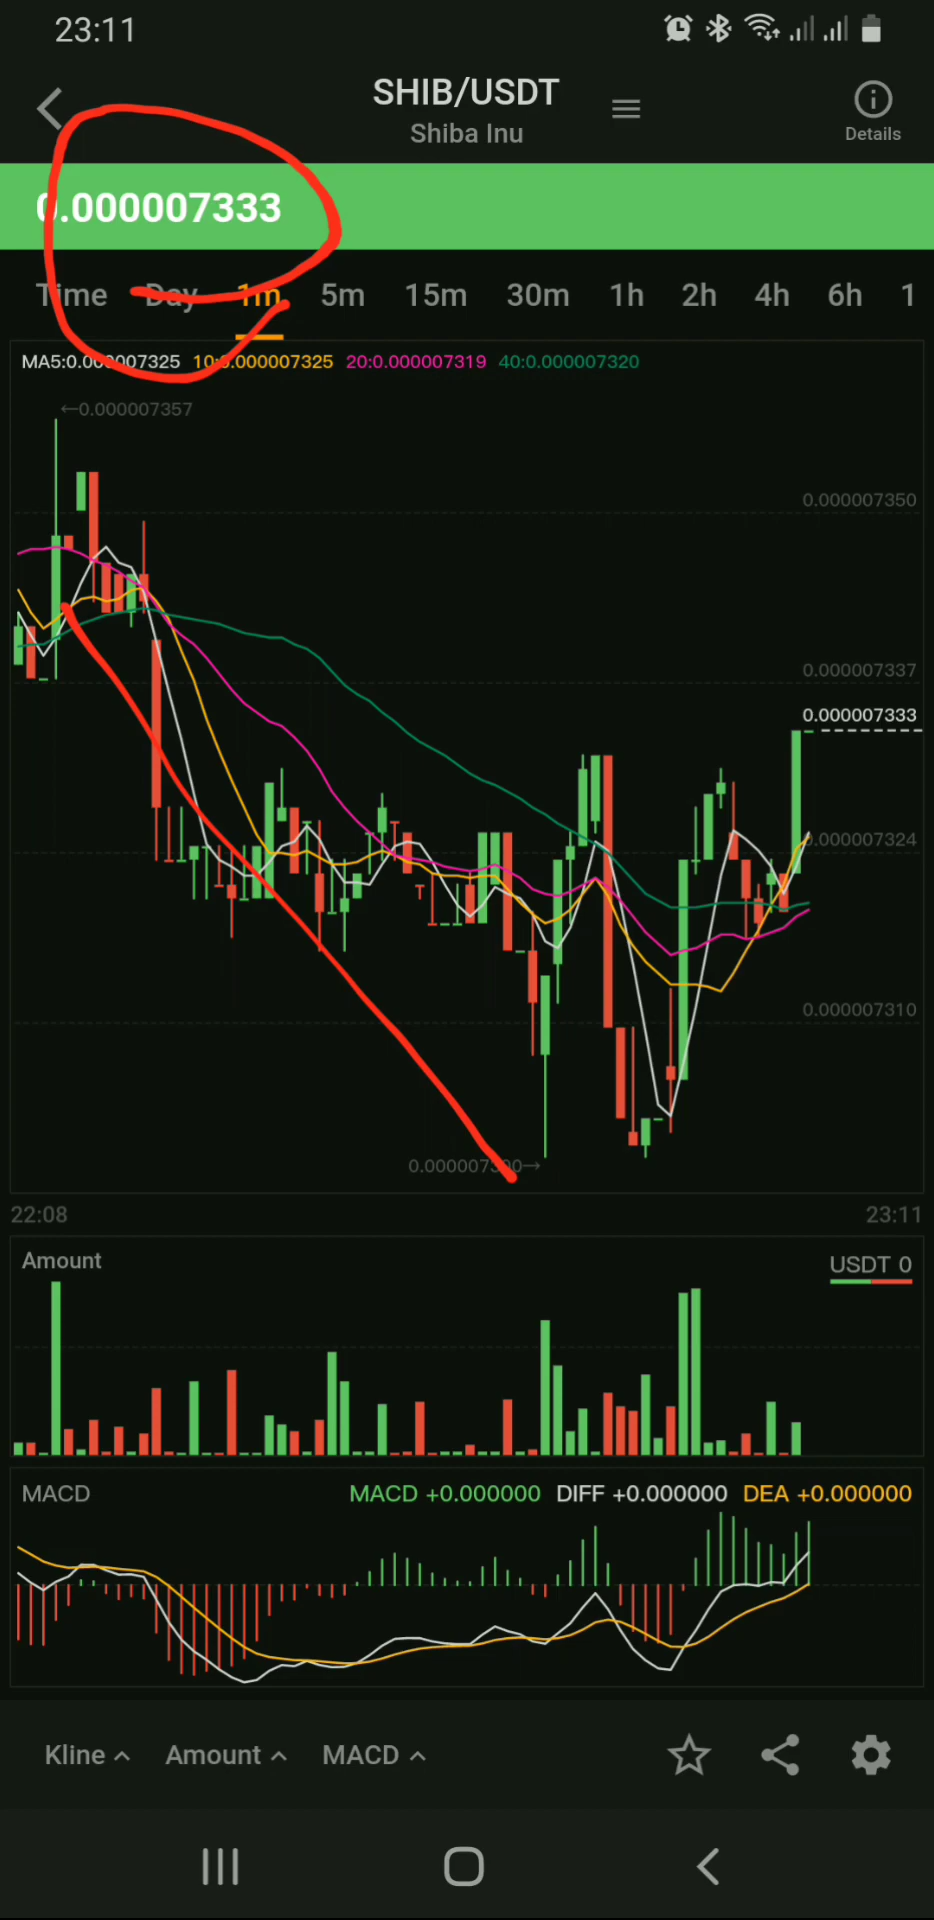 23:11
SHIB/USDT
Shiba Inu
Details
0.000007333
Time Day 1m 5m 15m 30m 1h 2h 4h 6h 1
MA5:0.000007325 10:0.000007325 20:0.000007319 40:0.000007320
←0.000007357
0.000007350
0.000007337
0.000007333
0.000007324
0.000007310
0.000007300→
22:08 23:11
Amount USDT 0
MACD MACD +0.000000 DIFF +0.000000 DEA +0.000000
Kline Amount MACD